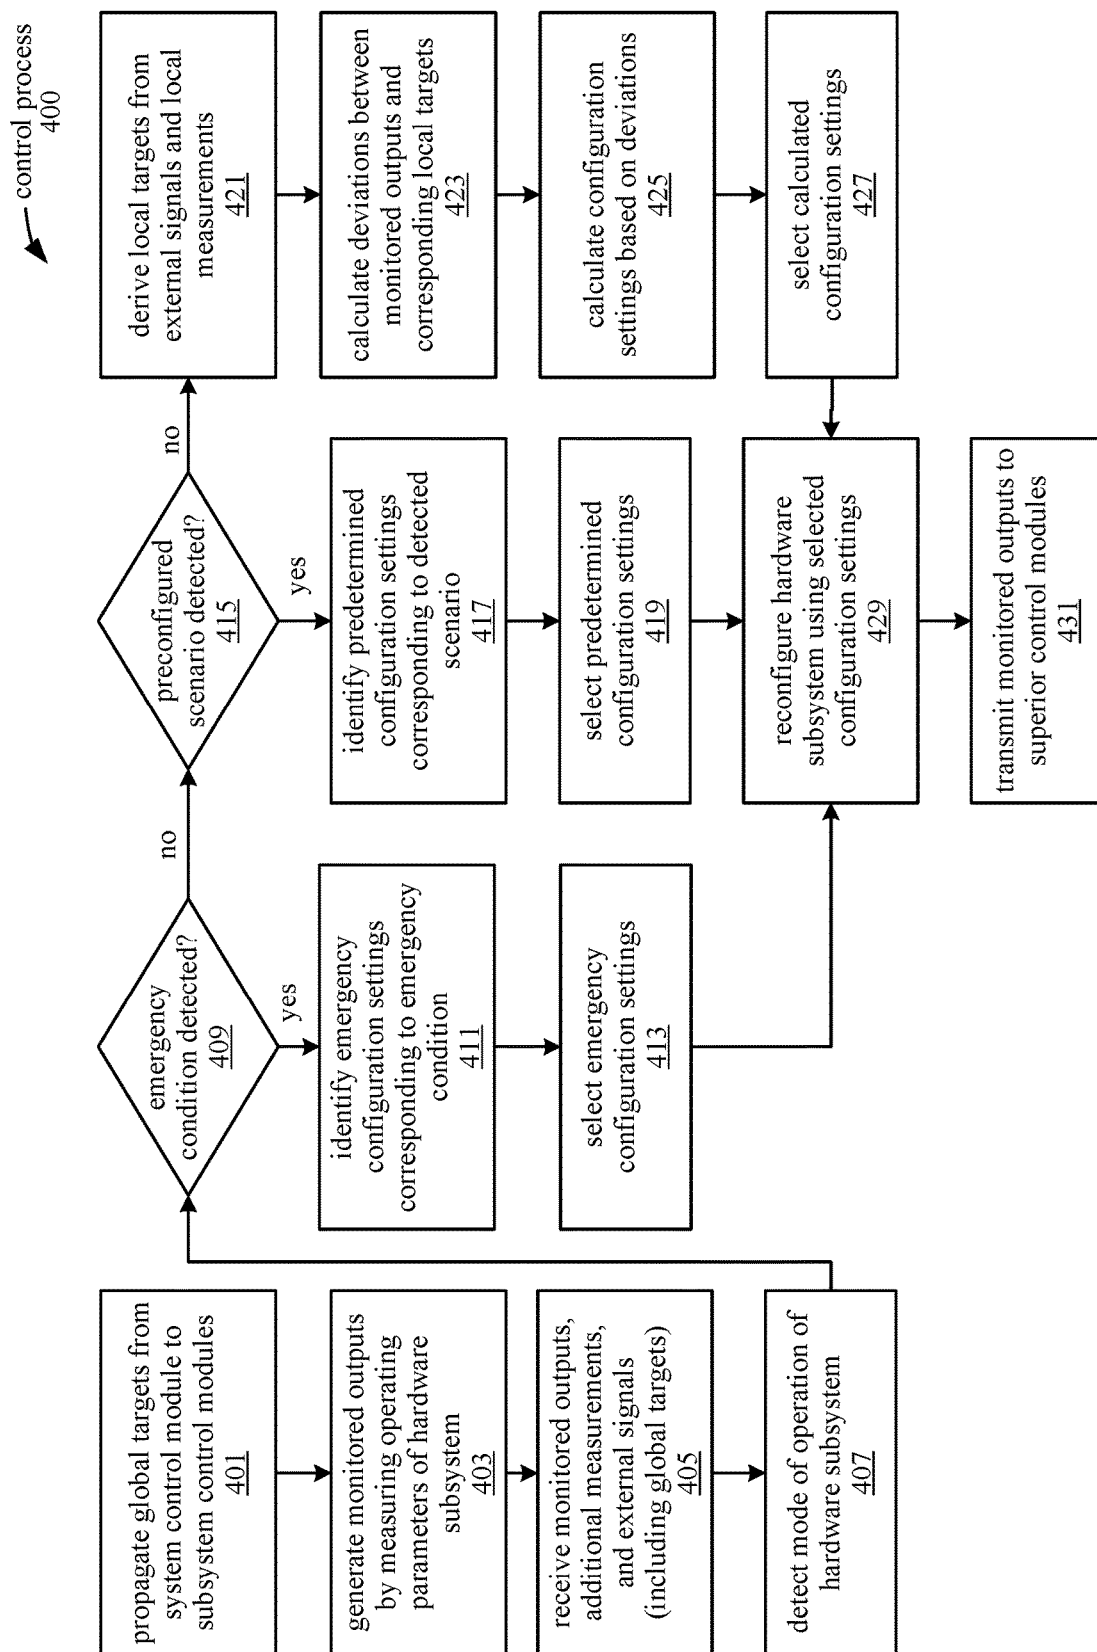 control process
400
propagate global targets from
system control module to
subsystem control modules
401
generate monitored outputs
by measuring operating
parameters of hardware
subsystem
403
receive monitored outputs,
additional measurements,
and external signals
(including global targets)
405
detect mode of operation of
hardware subsystem
407
emergency
condition detected?
409
yes
no
identify emergency
configuration settings
corresponding to emergency
condition
411
select emergency
configuration settings
413
preconfigured
scenario detected?
415
yes
no
identify predetermined
configuration settings
corresponding to detected
scenario
417
select predetermined
configuration settings
419
reconfigure hardware
subsystem using selected
configuration settings
429
transmit monitored outputs to
superior control modules
431
derive local targets from
external signals and local
measurements
421
calculate deviations between
monitored outputs and
corresponding local targets
423
calculate configuration
settings based on deviations
425
select calculated
configuration settings
427